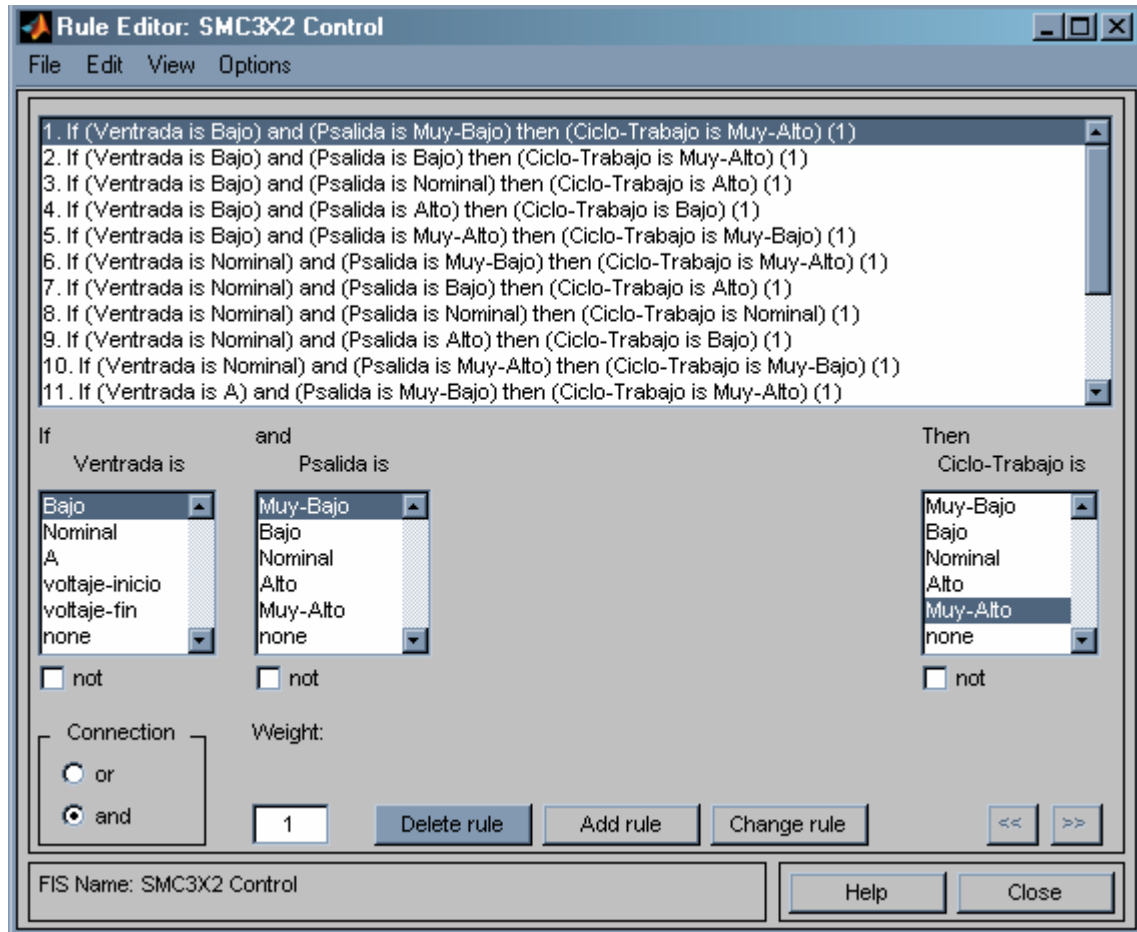 Rule Editor: SMC3X2 Control
File Edit View Options
1. If (Ventrada is Bajo) and (Psalida is Muy-Bajo) then (Ciclo-Trabajo is Muy-Alto) (1)
2. If (Ventrada is Bajo) and (Psalida is Bajo) then (Ciclo-Trabajo is Muy-Alto) (1)
3. If (Ventrada is Bajo) and (Psalida is Nominal) then (Ciclo-Trabajo is Alto) (1)
4. If (Ventrada is Bajo) and (Psalida is Alto) then (Ciclo-Trabajo is Bajo) (1)
5. If (Ventrada is Bajo) and (Psalida is Muy-Alto) then (Ciclo-Trabajo is Muy-Bajo) (1)
6. If (Ventrada is Nominal) and (Psalida is Muy-Bajo) then (Ciclo-Trabajo is Muy-Alto) (1)
7. If (Ventrada is Nominal) and (Psalida is Bajo) then (Ciclo-Trabajo is Alto) (1)
8. If (Ventrada is Nominal) and (Psalida is Nominal) then (Ciclo-Trabajo is Nominal) (1)
9. If (Ventrada is Nominal) and (Psalida is Alto) then (Ciclo-Trabajo is Bajo) (1)
10. If (Ventrada is Nominal) and (Psalida is Muy-Alto) then (Ciclo-Trabajo is Muy-Bajo) (1)
11. If (Ventrada is A) and (Psalida is Muy-Bajo) then (Ciclo-Trabajo is Muy-Alto) (1)
If and Then
Ventrada is Psalida is Ciclo-Trabajo is
Bajo Muy-Bajo Muy-Bajo
Nominal Bajo Bajo
A Nominal Nominal
voltaje-inicio Alto Alto
voltaje-fin Muy-Alto Muy-Alto
none none none
not not not
Connection Weight:
or
and 1 Delete rule Add rule Change rule << >>
FIS Name: SMC3X2 Control Help Close